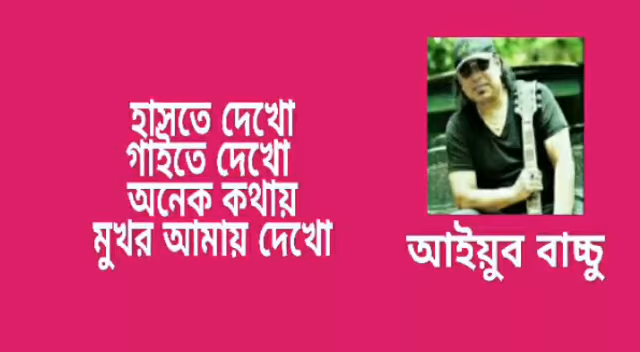 হাসতে দেখো
গাইতে দেখো
অনেক কথায়
মুখর আমায় দেখো
আইয়ুব বাচ্চু